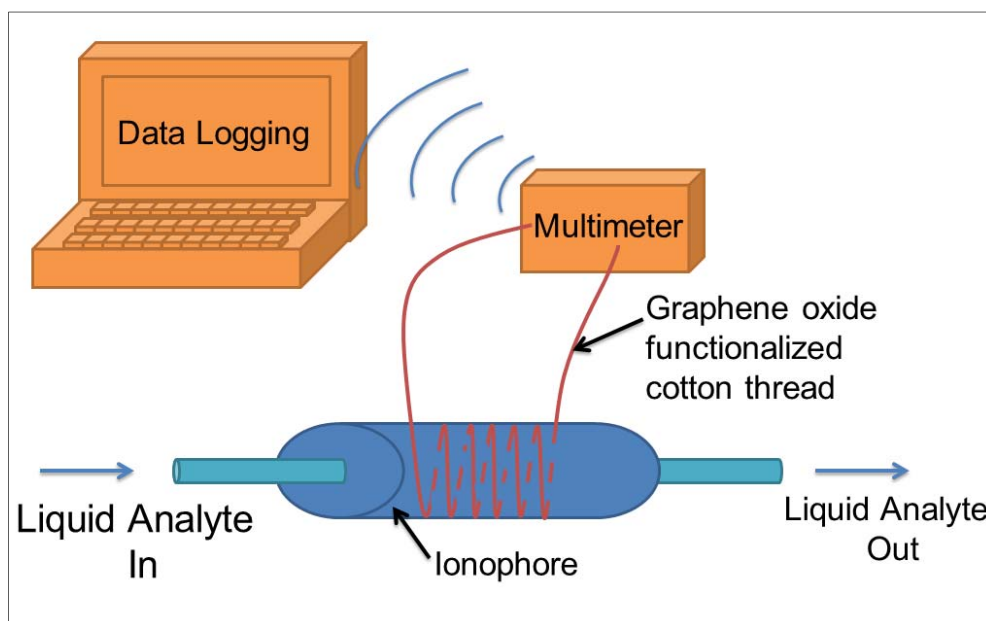 Data Logging
Multimeter
Graphene oxide
functionalized
cotton thread
Liquid Analyte
In
Ionophore
Liquid Analyte
Out